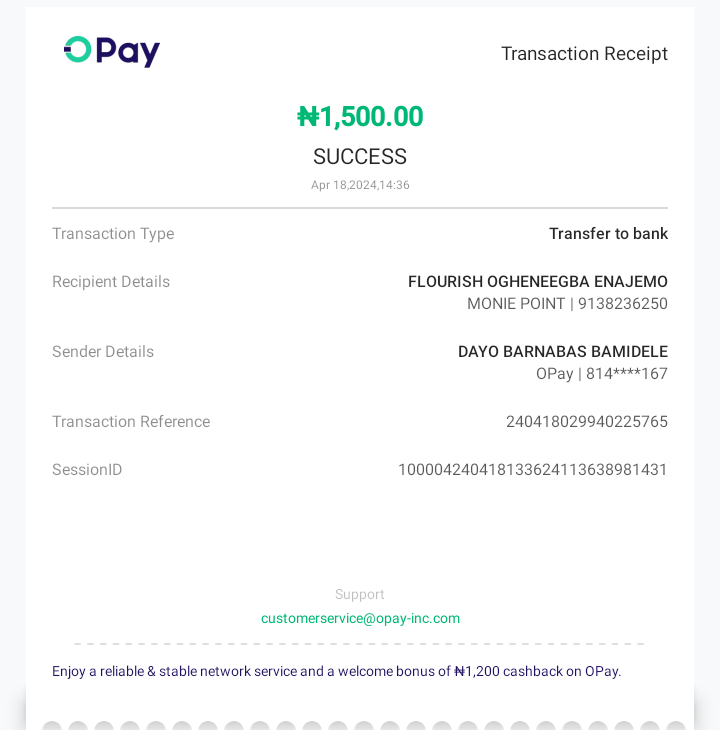 OPay
Transaction Receipt
₦1,500.00
SUCCESS
Apr 18,2024,14:36
Transaction Type
Transfer to bank
Recipient Details
FLOURISH OGHENEEGBA ENAJEMO
MONIE POINT | 9138236250
Sender Details
DAYO BARNABAS BAMIDELE
OPay | 814****167
Transaction Reference
240418029940225765
SessionID
100004240418133624113638981431
Support
customerservice@opay-inc.com
Enjoy a reliable & stable network service and a welcome bonus of ₦1,200 cashback on OPay.